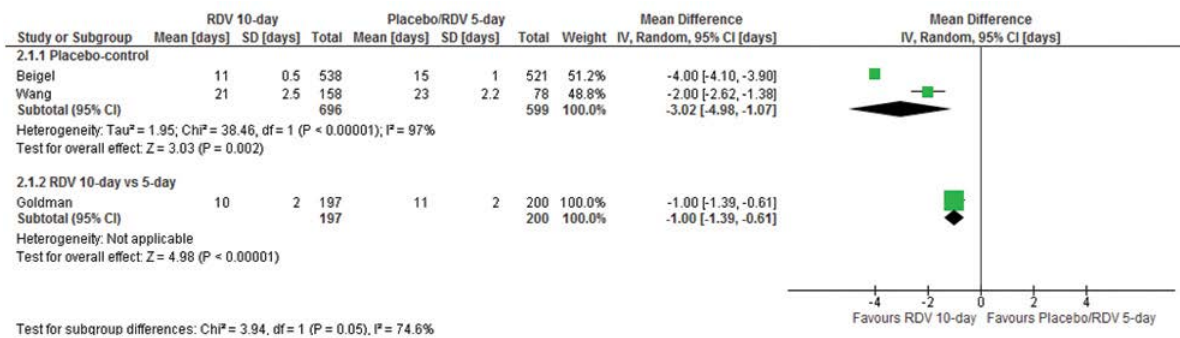 RDV 10-day Placebo/RDV 5-day Mean Difference Mean Difference
Study or Subgroup Mean [days] SD [days] Total Mean [days] SD [days] Total Weight IV, Random, 95% CI [days] IV, Random, 95% CI [days]
2.1.1 Placebo-control
Beigel 11 0.5 538 15 1 521 51.2% -4.00 [-4.10, -3.90]
Wang 21 2.5 158 23 2.2 78 48.8% -2.00 [-2.62, -1.38]
Subtotal (95% CI) 696 599 100.0% -3.02 [-4.98, -1.07]
Heterogeneity: Tau² = 1.95; Chi² = 38.46, df = 1 (P < 0.00001); I² = 97%
Test for overall effect: Z = 3.03 (P = 0.002)
2.1.2 RDV 10-day vs 5-day
Goldman 10 2 197 11 2 200 100.0% -1.00 [-1.39, -0.61]
Subtotal (95% CI) 197 200 100.0% -1.00 [-1.39, -0.61]
Heterogeneity: Not applicable
Test for overall effect: Z = 4.98 (P < 0.00001)
-4 -2 0 2 4
Favours RDV 10-day Favours Placebo/RDV 5-day
Test for subgroup differences: Chi² = 3.94, df = 1 (P = 0.05), I² = 74.6%